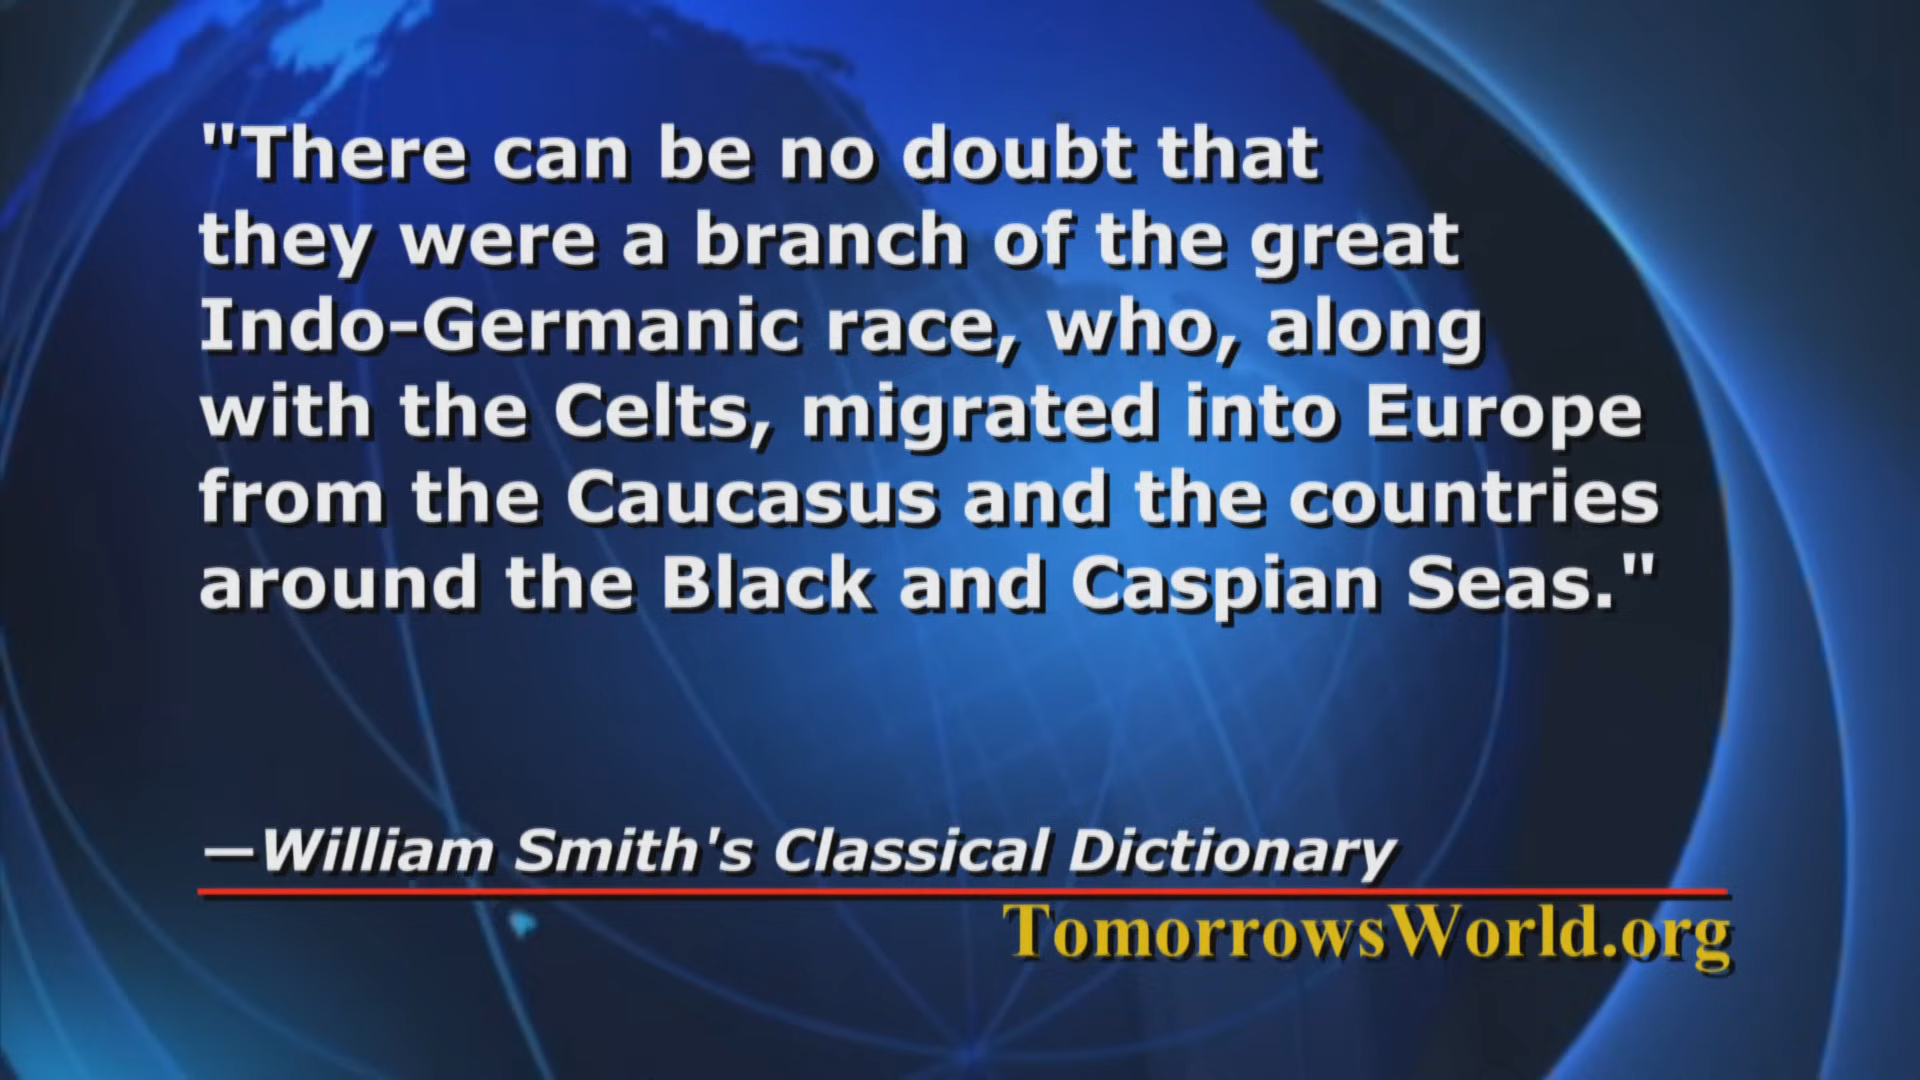 "There can be no doubt that
they were a branch of the great
Indo-Germanic race, who, along
with the Celts, migrated into Europe
from the Caucasus and the countries
around the Black and Caspian Seas."
—William Smith's Classical Dictionary
TomorrowsWorld.org